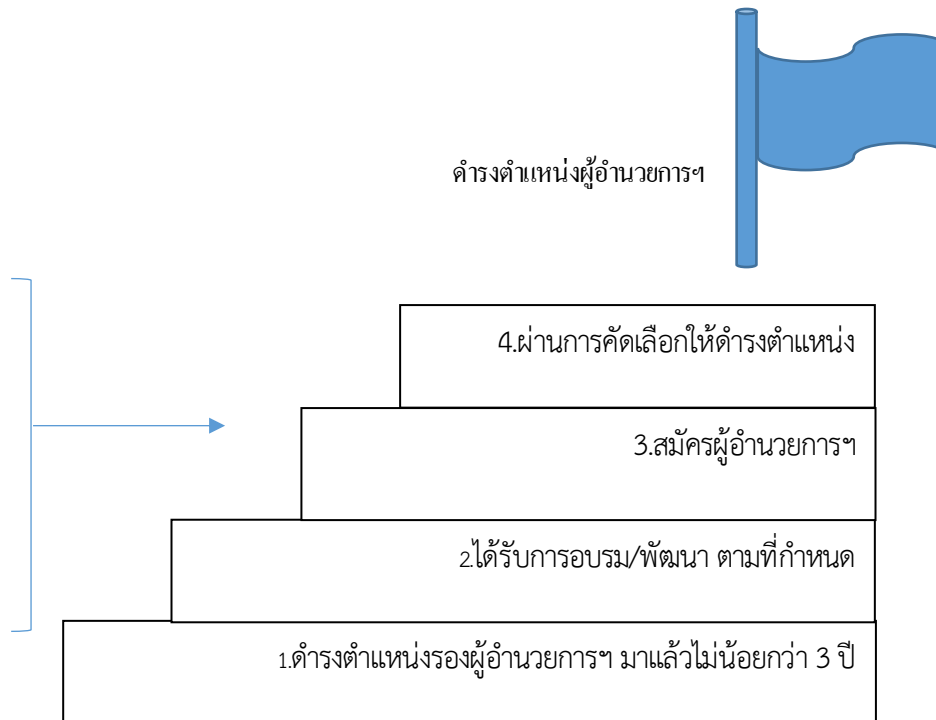 ดำรงตำแหน่งผู้อำนวยการฯ
4.ผ่านการคัดเลือกให้ดำรงตำแหน่ง
3.สมัครผู้อำนวยการฯ
2.ได้รับการอบรม/พัฒนา ตามที่กำหนด
1.ดำรงตำแหน่งรองผู้อำนวยการฯ มาแล้วไม่น้อยกว่า 3 ปี